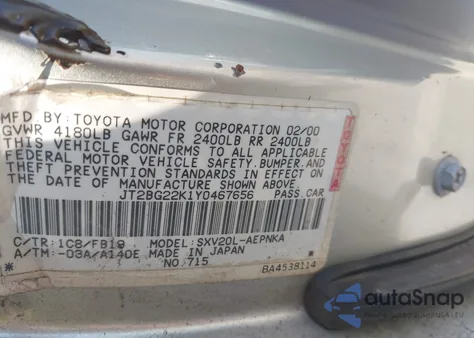 MFD BY: TOYOTA MOTOR CORPORATION 02/00
GVWR 4180LB GAWR FR 2400LB RR 2400LB
THIS VEHICLE CONFORMS TO ALL APPLICABLE
FEDERAL MOTOR VEHICLE SAFETY, BUMPER, AND
THEFT PREVENTION STANDARDS IN EFFECT ON
THE DATE OF MANUFACTURE SHOWN ABOVE.
JT2BG22K1Y0467656 PASS.CAR
TOYOTA
C/TR: 1C8/FB19 MODEL: SXV20L-AEPNKA
A/TM: -03A/A140E MADE IN JAPAN
NO.715
BA4538114
autoSnap